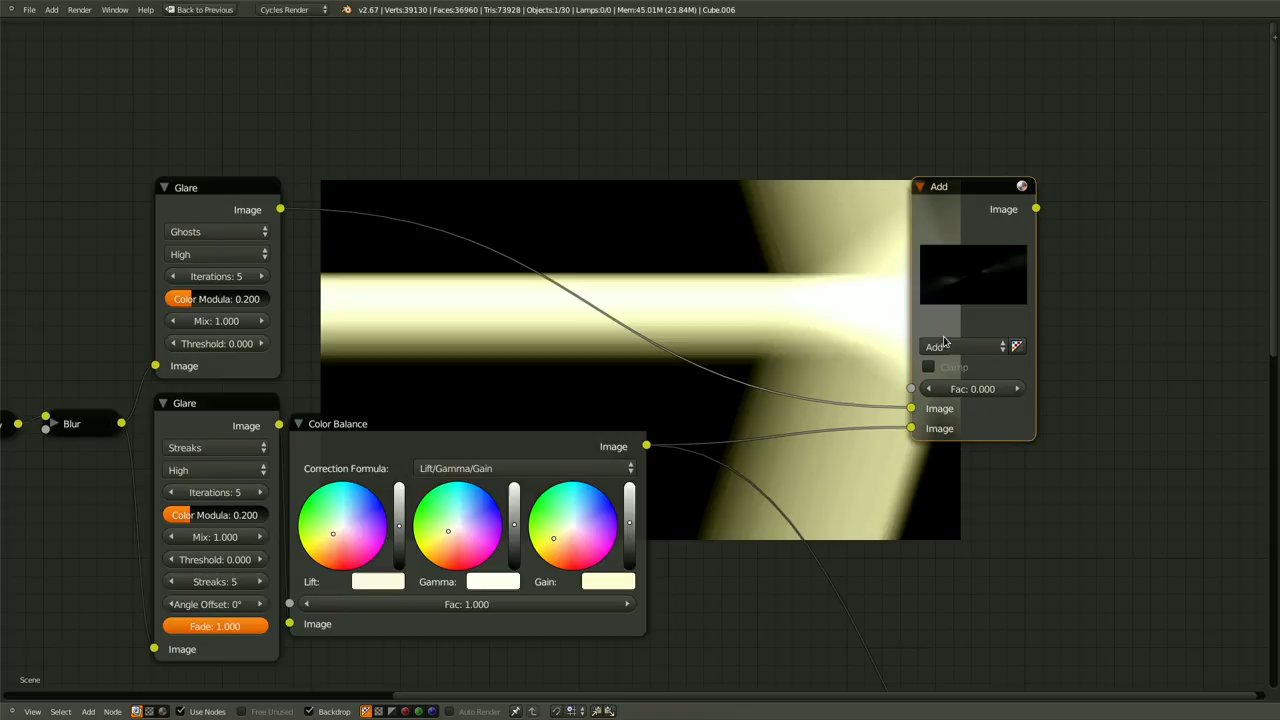 File Add Render Window Help Back to Previous Cycles Render v2.67 | Verts:39130 | Faces:36960 | Tris:73928 | Objects:1/30 | Lamps:0/0 | Mem:45.01M (23.84M) | Cube.006
Glare
Image
Ghosts
High
Iterations: 5
Color Modula: 0.200
Mix: 1.000
Threshold: 0.000
Image
Add
Image
Add
Clamp
Fac: 0.000
Image
Image
Blur
Glare
Image
Streaks
High
Iterations: 5
Color Modula: 0.200
Mix: 1.000
Threshold: 0.000
Streaks: 5
Angle Offset: 0°
Fade: 1.000
Image
Color Balance
Image
Correction Formula: Lift/Gamma/Gain
Lift: Gamma: Gain:
Fac: 1.000
Image
Scene
View Select Add Node Use Nodes Free Unused Backdrop Auto Render